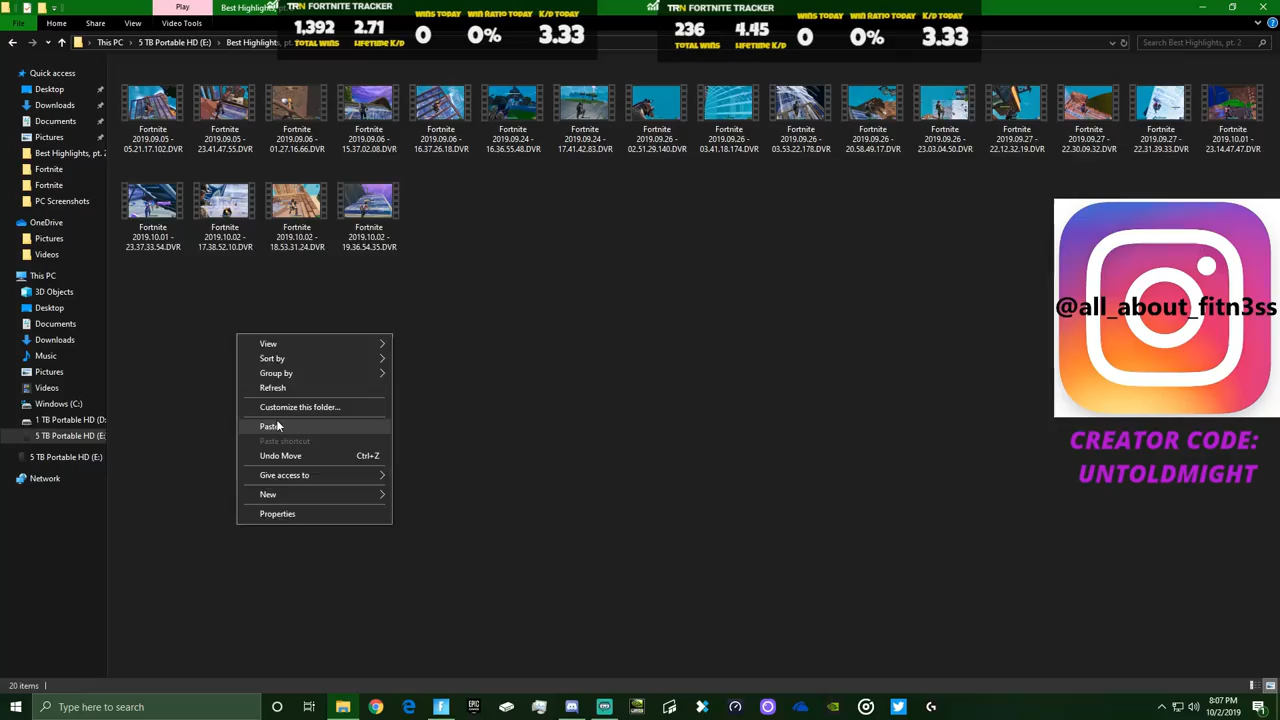 Play
Best Highlights, pt. 2
File
Home
Share
View
Video Tools
TRN FORTNITE TRACKER
1,392
TOTAL WINS
2.71
LIFETIME K/D
WINS TODAY
0
WIN RATIO TODAY
0%
K/D TODAY
3.33
TRN FORTNITE TRACKER
236
TOTAL WINS
4.45
LIFETIME K/D
WINS TODAY
0
WIN RATIO TODAY
0%
K/D TODAY
3.33
This PC
5 TB Portable HD (E:)
Best Highlights, pt.
Search Best Highlights, pt. 2
Quick access
Desktop
Downloads
Documents
Pictures
Best Highlights, pt. 2
Fortnite
Fortnite
PC Screenshots
OneDrive
Pictures
Videos
This PC
3D Objects
Desktop
Documents
Downloads
Music
Pictures
Videos
Windows (C:)
1 TB Portable HD (D:
5 TB Portable HD (E:
5 TB Portable HD (E:)
Network
Fortnite
2019.09.05 -
05.21.17.102.DVR
Fortnite
2019.09.05 -
23.41.47.55.DVR
Fortnite
2019.09.06 -
01.27.16.66.DVR
Fortnite
2019.09.06 -
15.37.02.08.DVR
Fortnite
2019.09.06 -
16.37.26.18.DVR
Fortnite
2019.09.24 -
16.36.55.48.DVR
Fortnite
2019.09.24 -
17.41.42.83.DVR
Fortnite
2019.09.26 -
02.51.29.140.DVR
Fortnite
2019.09.26 -
03.41.18.174.DVR
Fortnite
2019.09.26 -
03.53.22.178.DVR
Fortnite
2019.09.26 -
20.58.49.17.DVR
Fortnite
2019.09.26 -
23.03.04.50.DVR
Fortnite
2019.09.27 -
22.12.32.19.DVR
Fortnite
2019.09.27 -
22.30.09.32.DVR
Fortnite
2019.09.27 -
22.31.39.33.DVR
Fortnite
2019.10.01 -
23.14.47.47.DVR
Fortnite
2019.10.01 -
23.37.33.54.DVR
Fortnite
2019.10.02 -
17.38.52.10.DVR
Fortnite
2019.10.02 -
18.53.31.24.DVR
Fortnite
2019.10.02 -
19.36.54.35.DVR
View
Sort by
Group by
Refresh
Customize this folder...
Paste
Paste shortcut
Undo Move Ctrl+Z
Give access to
New
Properties
@all_about_fitn3ss
CREATOR CODE:
UNTOLDMIGHT
20 items
Type here to search
EPIC
8:07 PM
10/2/2019